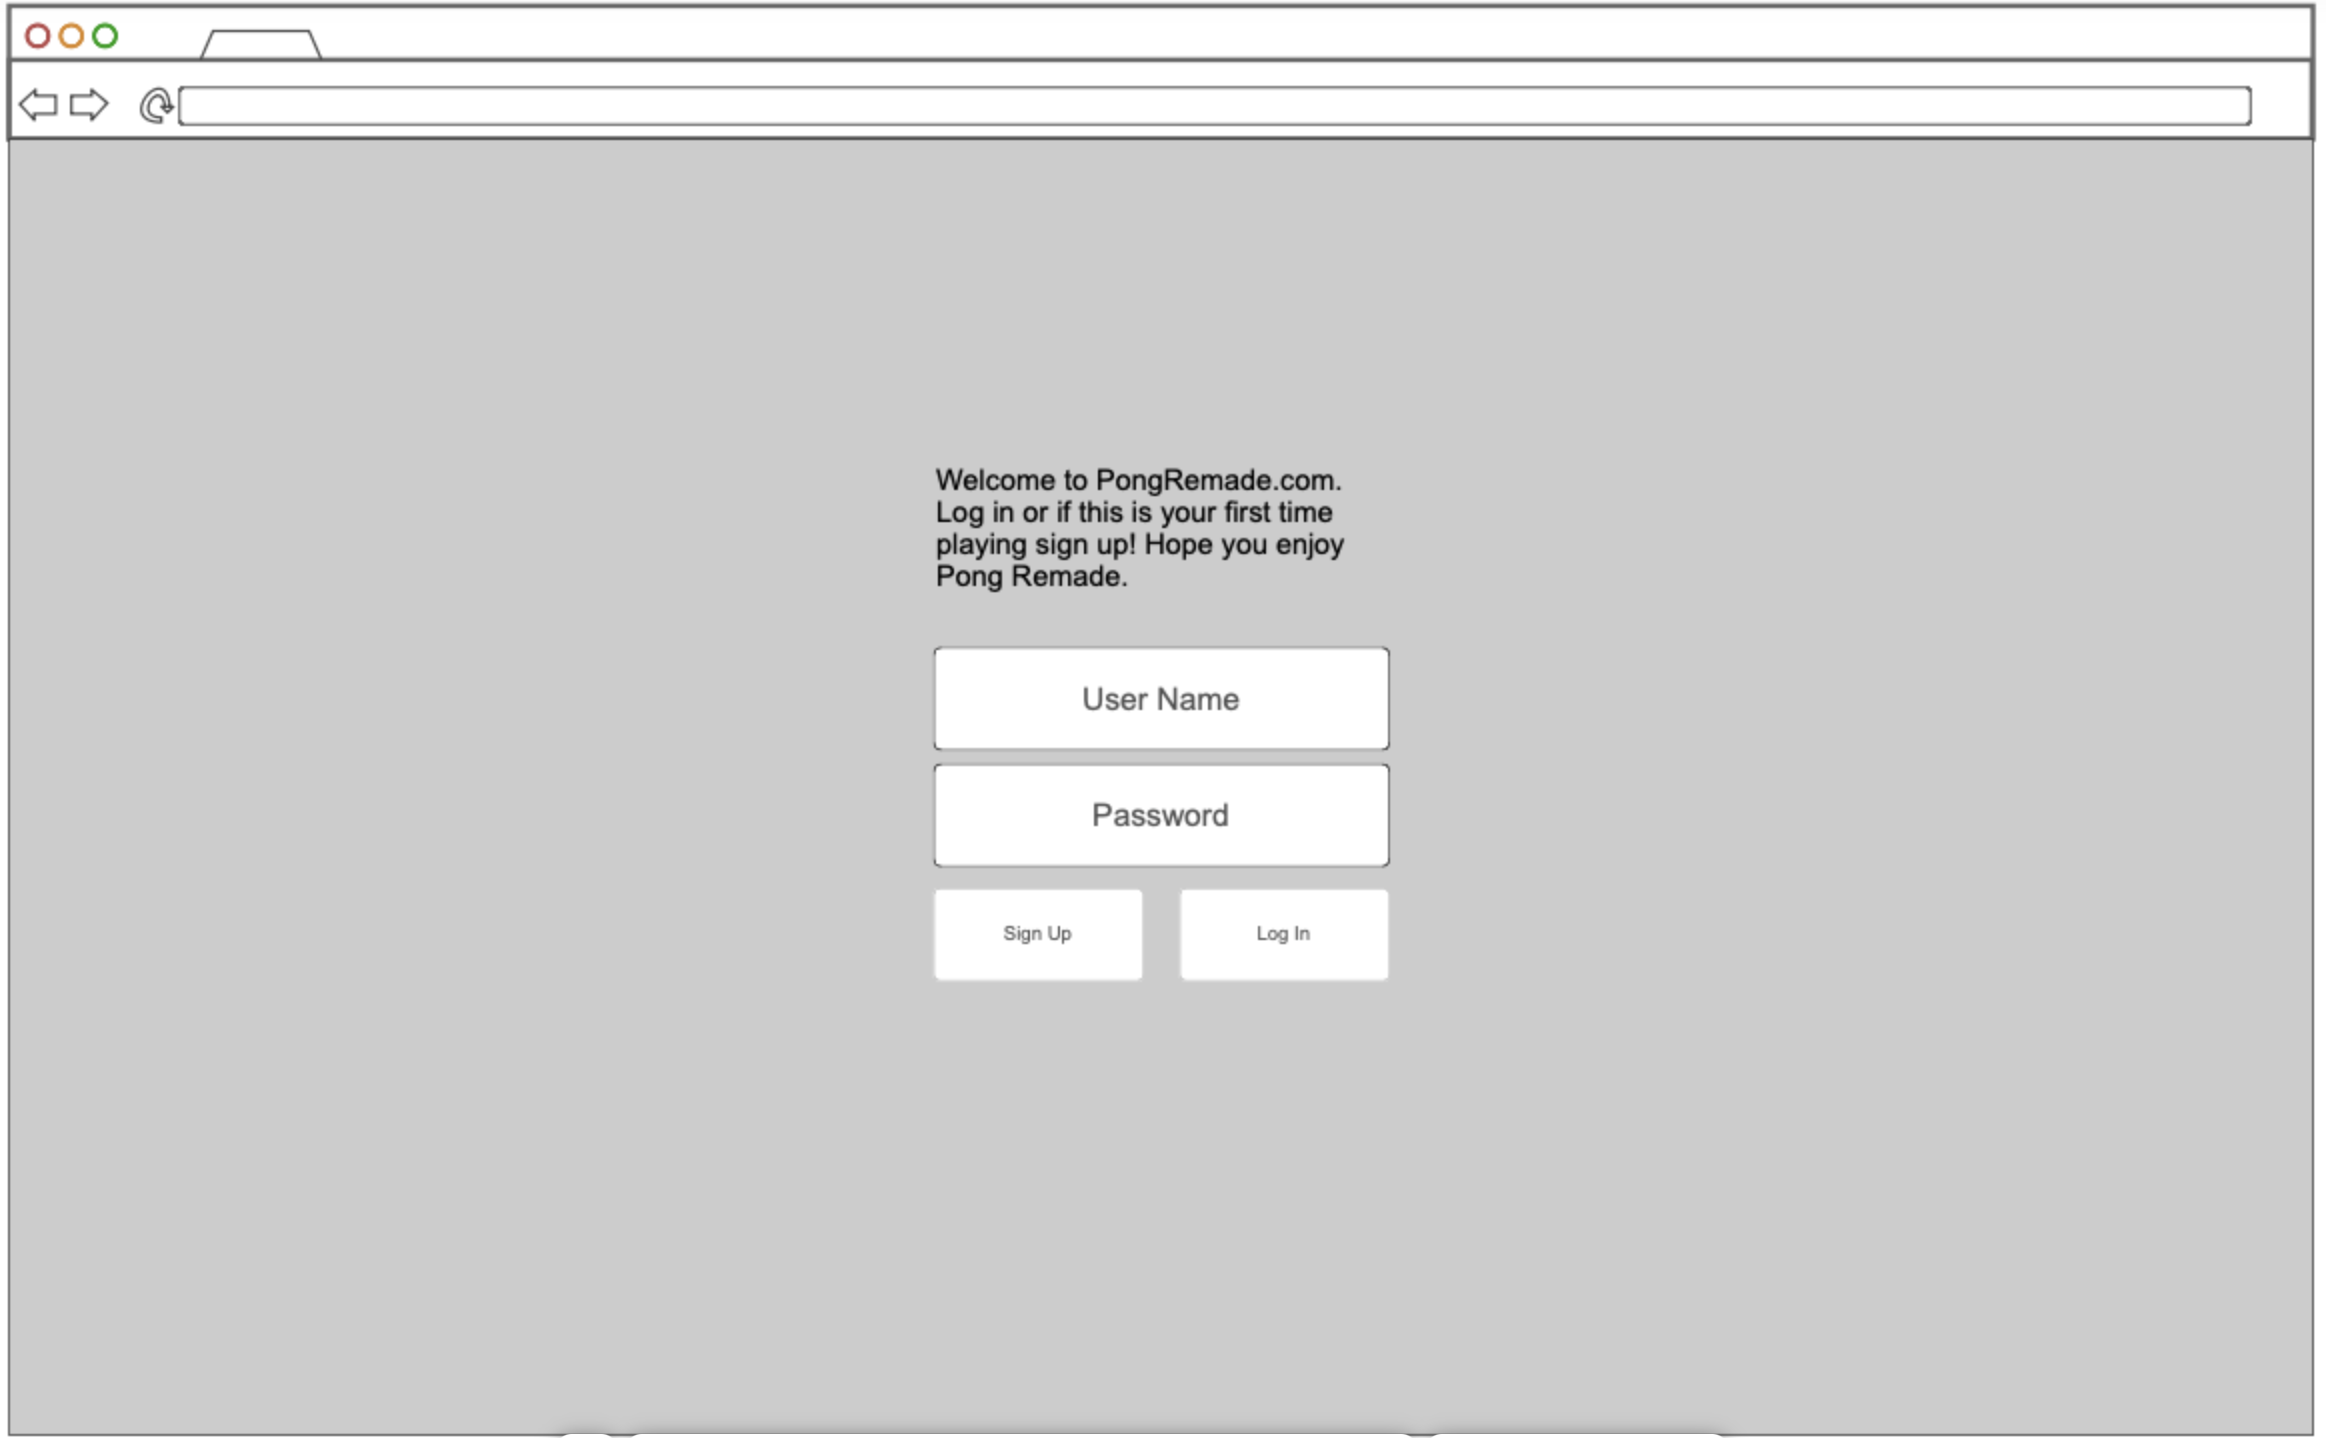 Welcome to PongRemade.com.
Log in or if this is your first time
playing sign up! Hope you enjoy
Pong Remade.
User Name
Password
Sign Up
Log In